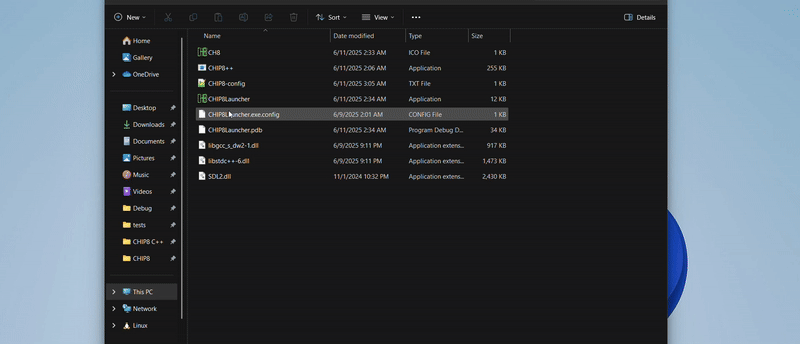 New
Sort
View
Details
Home
Gallery
OneDrive
Desktop
Downloads
Documents
Pictures
Music
Videos
Debug
tests
CHIP8 C++
CHIP8
This PC
Network
Linux
Name Date modified Type Size
CH8 6/11/2025 2:33 AM ICO File 1 KB
CHIP8++ 6/11/2025 2:06 AM Application 255 KB
CHIP8-config 6/11/2025 3:05 AM TXT File 1 KB
CHIP8Launcher 6/11/2025 2:34 AM Application 12 KB
CHIP8Launcher.exe.config 6/9/2025 2:01 AM CONFIG File 1 KB
CHIP8Launcher.pdb 6/11/2025 2:34 AM Program Debug D... 34 KB
libgcc_s_dw2-1.dll 6/9/2025 9:11 PM Application extens... 917 KB
libstdc++-6.dll 6/9/2025 9:11 PM Application extens... 1,473 KB
SDL2.dll 11/1/2024 10:32 PM Application extens... 2,430 KB